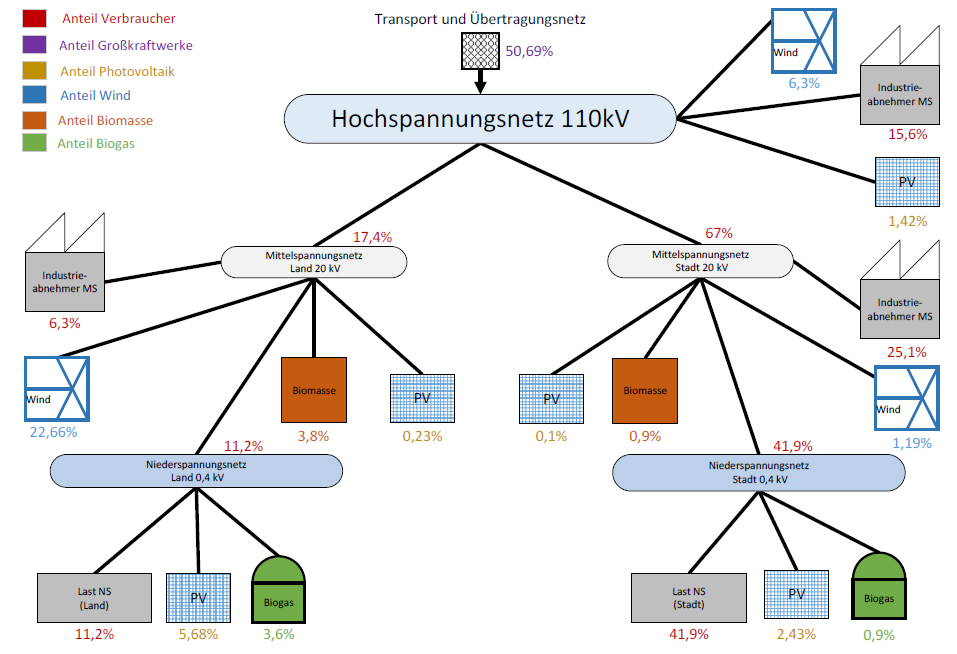 Anteil Verbraucher
Anteil Großkraftwerke
Anteil Photovoltaik
Anteil Wind
Anteil Biomasse
Anteil Biogas
Transport und Übertragungsnetz
50,69%
Hochspannungsnetz 110kV
Wind
6,3%
Industrie-
abnehmer MS
15,6%
PV
1,42%
17,4%
Mittelspannungsnetz
Land 20 kV
67%
Mittelspannungsnetz
Stadt 20 kV
Industrie-
abnehmer MS
6,3%
Industrie-
abnehmer MS
25,1%
Wind
22,66%
Biomasse
3,8%
PV
0,23%
PV
0,1%
Biomasse
0,9%
Wind
1,19%
11,2%
Niederspannungsnetz
Land 0,4 kV
41,9%
Niederspannungsnetz
Stadt 0,4 kV
Last NS
(Land)
11,2%
PV
5,68%
Biogas
3,6%
Last NS
(Stadt)
41,9%
PV
2,43%
Biogas
0,9%